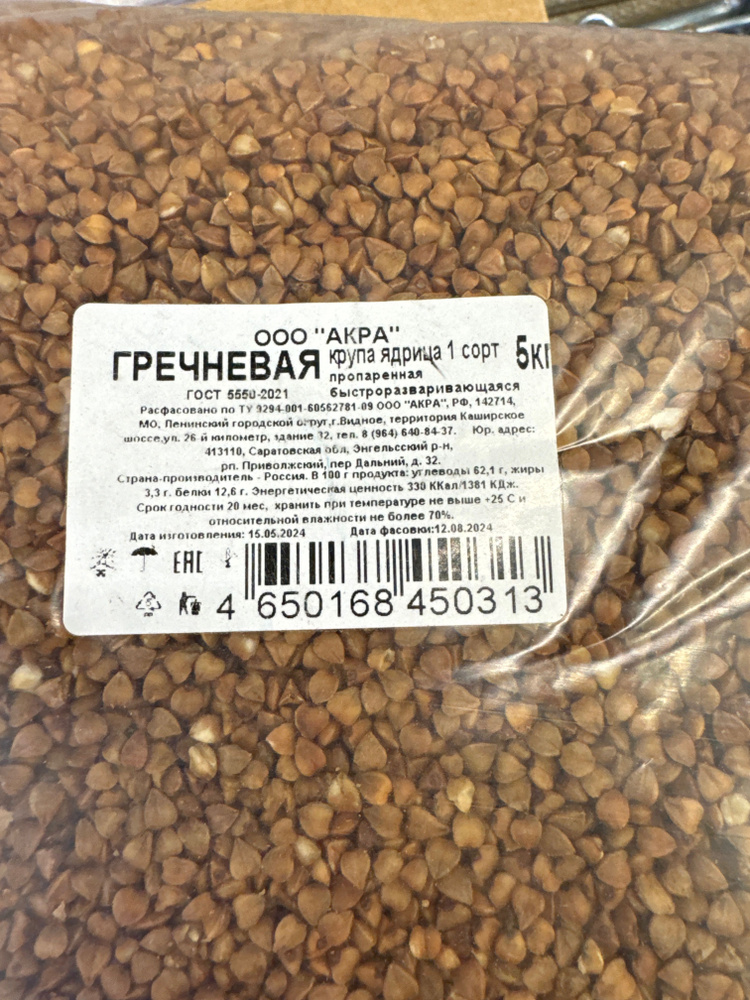 ООО "АКРА"
ГРЕЧНЕВАЯ крупа ядрица 1 сорт 5кг
пропаренная
ГОСТ 5550-2021 быстроразваривающаяся
Расфасовано по ТУ 9294-001-60562781-09 ООО "АКРА", РФ, 142714,
МО, Ленинский городской округ,г.Видное, территория Каширское
шоссе,ул. 26-й километр, здание 12, тел. 8 (964) 640-84-37. Юр. адрес:
413110, Саратовская обл, Энгельсский р-н,
рп. Приволжский, пер Дальний, д. 32.
Страна-производитель - Россия. В 100 г продукта: углеводы 62,1 г, жиры
3,3 г. белки 12,6 г. Энергетическая ценность 330 ККал/1381 КДж.
Срок годности 20 мес, хранить при температуре не выше +25 С и
относительной влажности не более 70%.
Дата изготовления: 15.05.2024 Дата фасовки:12.08.2024
EAC
4 650168 450313